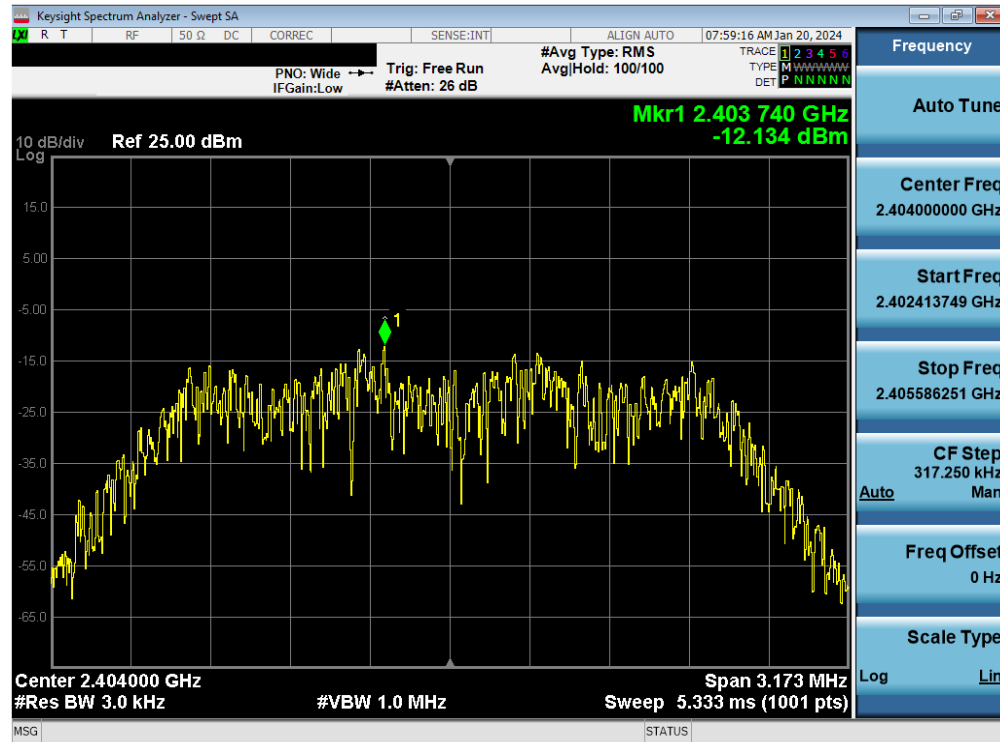 Keysight Spectrum Analyzer - Swept SA
LXI R T RF 50 Ω DC CORREC SENSE:INT ALIGN AUTO 07:59:16 AM Jan 20, 2024
Frequency
PNO: Wide
IFGain:Low
Trig: Free Run
#Atten: 26 dB
#Avg Type: RMS
Avg|Hold: 100/100
TRACE 1 2 3 4 5 6
TYPE M WWWWW
DET P N N N N N
Mkr1 2.403 740 GHz
-12.134 dBm
10 dB/div Ref 25.00 dBm
Log
15.0
5.00
-5.00
-15.0
-25.0
-35.0
-45.0
-55.0
-65.0
1
Center 2.404000 GHz Span 3.173 MHz
#Res BW 3.0 kHz #VBW 1.0 MHz Sweep 5.333 ms (1001 pts)
MSG STATUS
Auto Tune
Center Freq
2.404000000 GHz
Start Freq
2.402413749 GHz
Stop Freq
2.405586251 GHz
CF Step
317.250 kHz
Auto Man
Freq Offset
0 Hz
Scale Type
Log Lin